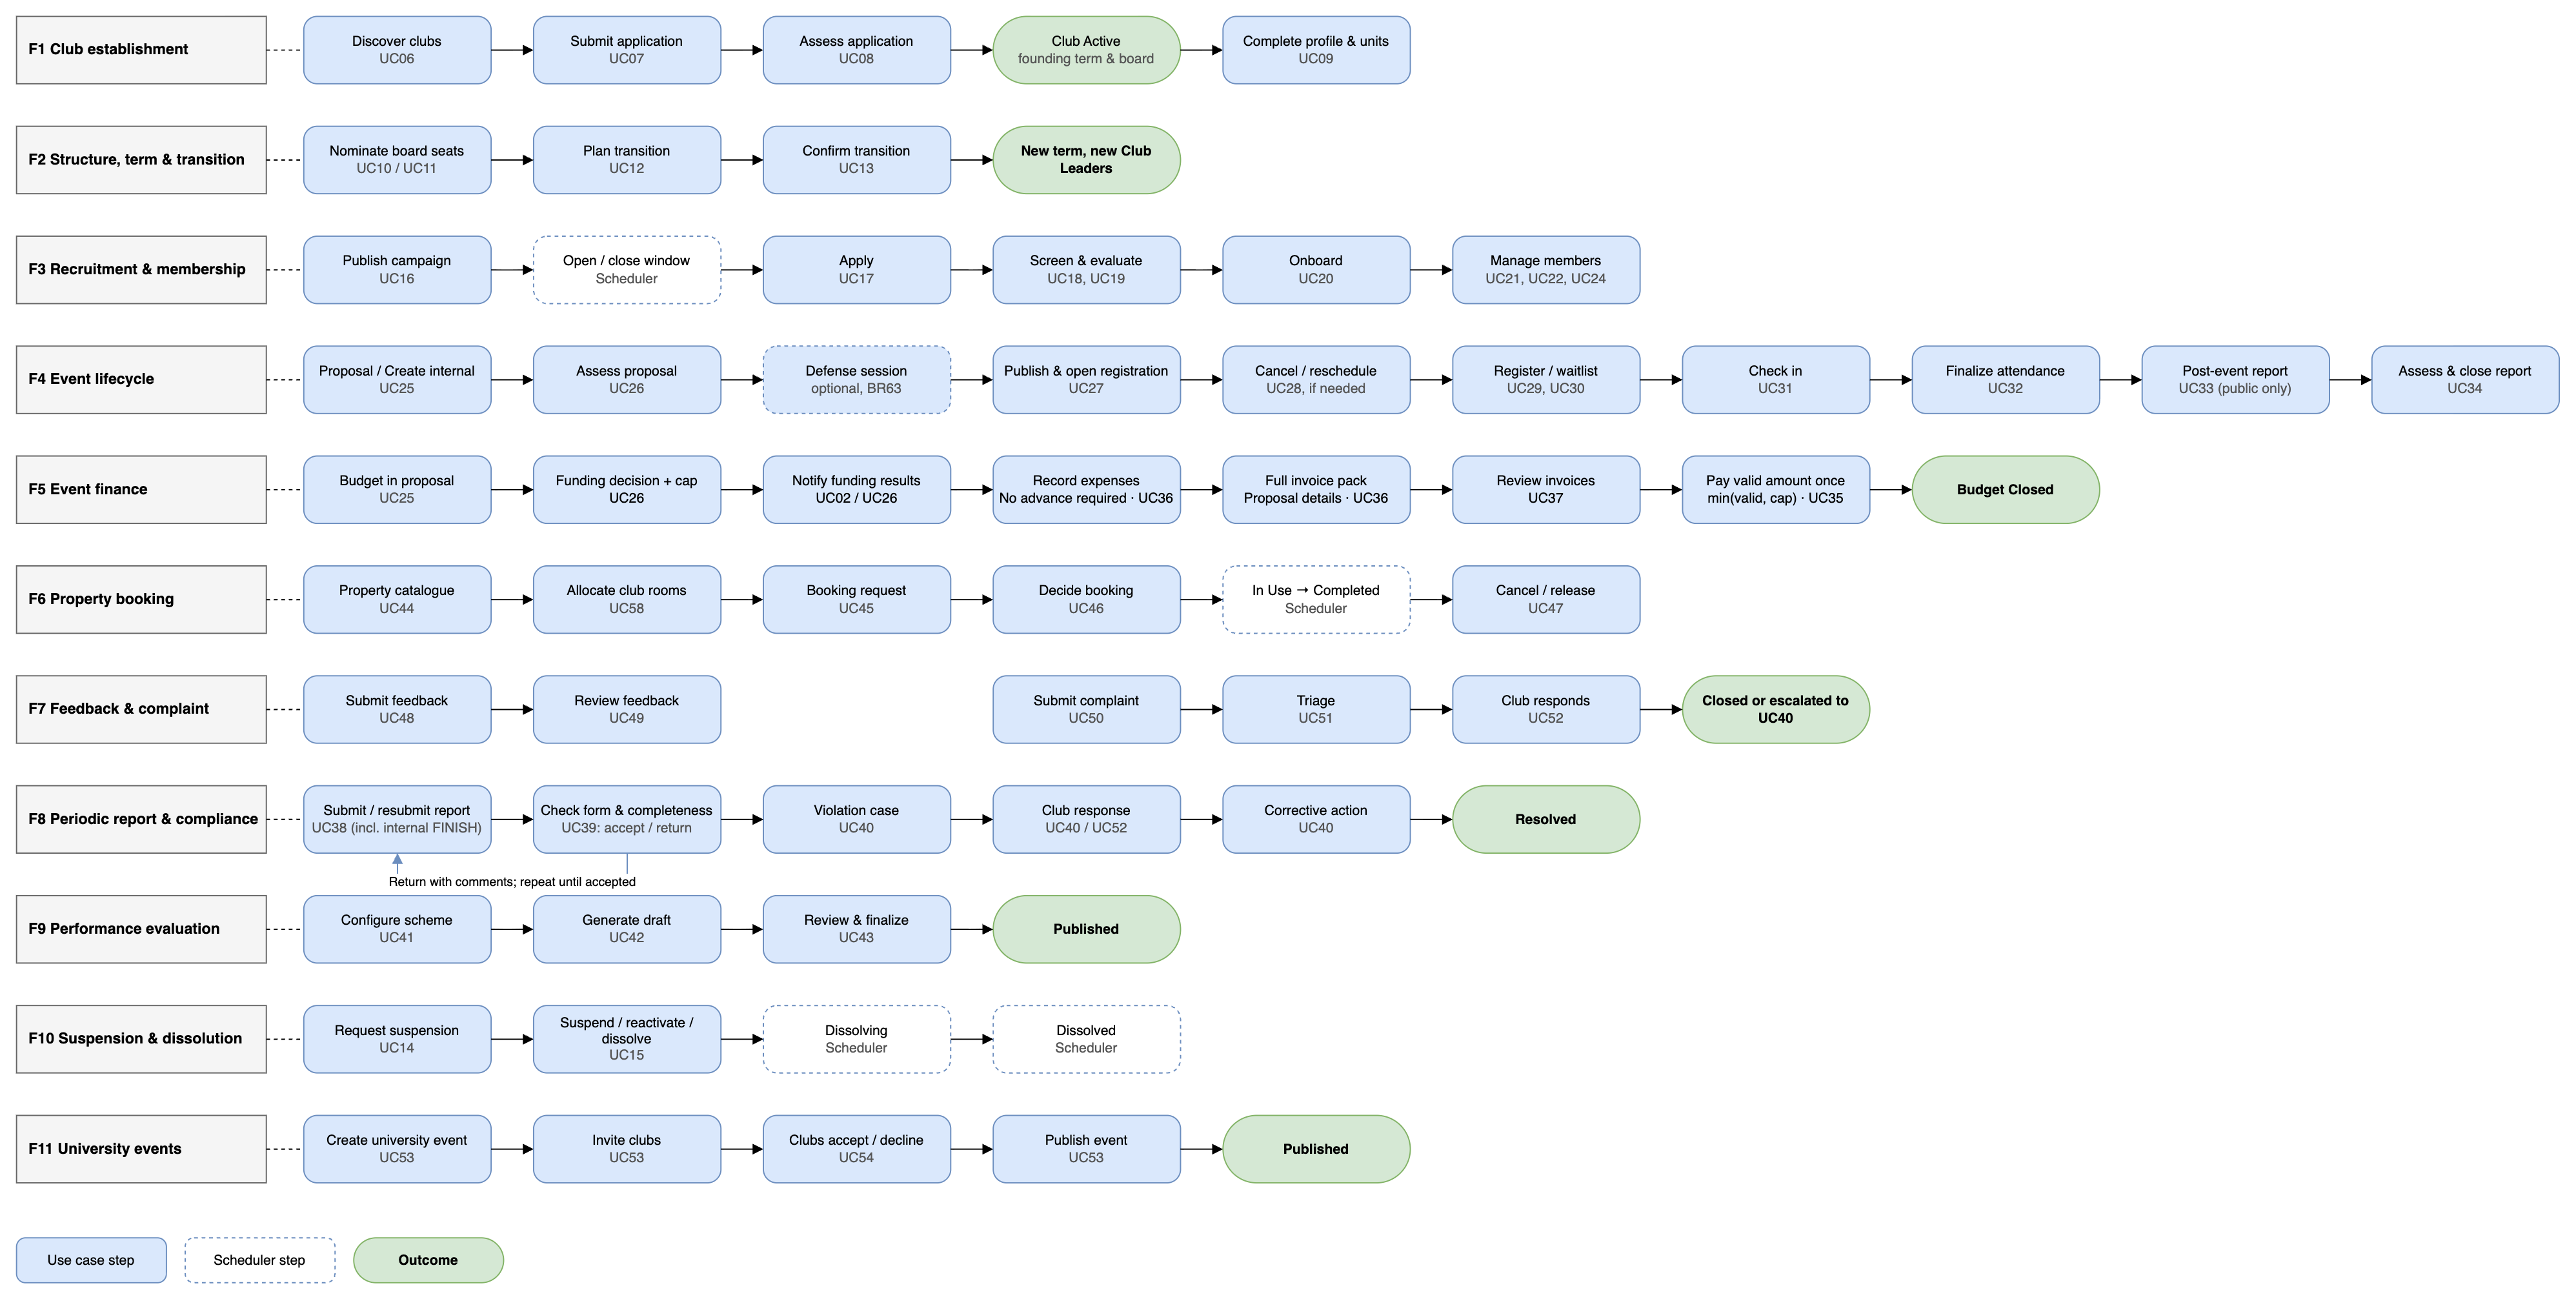 F1 Club establishment
Discover clubs
UC06
Submit application
UC07
Assess application
UC08
Club Active
founding term & board
Complete profile & units
UC09
F2 Structure, term & transition
Nominate board seats
UC10 / UC11
Plan transition
UC12
Confirm transition
UC13
New term, new Club
Leaders
F3 Recruitment & membership
Publish campaign
UC16
Open / close window
Scheduler
Apply
UC17
Screen & evaluate
UC18, UC19
Onboard
UC20
Manage members
UC21, UC22, UC24
F4 Event lifecycle
Proposal / Create internal
UC25
Assess proposal
UC26
Defense session
optional, BR63
Publish & open registration
UC27
Cancel / reschedule
UC28, if needed
Register / waitlist
UC29, UC30
Check in
UC31
Finalize attendance
UC32
Post-event report
UC33 (public only)
Assess & close report
UC34
F5 Event finance
Budget in proposal
UC25
Funding decision + cap
UC26
Notify funding results
UC02 / UC26
Record expenses
No advance required · UC36
Full invoice pack
Proposal details · UC36
Review invoices
UC37
Pay valid amount once
min(valid, cap) · UC35
Budget Closed
F6 Property booking
Property catalogue
UC44
Allocate club rooms
UC58
Booking request
UC45
Decide booking
UC46
In Use → Completed
Scheduler
Cancel / release
UC47
F7 Feedback & complaint
Submit feedback
UC48
Review feedback
UC49
Submit complaint
UC50
Triage
UC51
Club responds
UC52
Closed or escalated to
UC40
F8 Periodic report & compliance
Submit / resubmit report
UC38 (incl. internal FINISH)
Check form & completeness
UC39: accept / return
Violation case
UC40
Club response
UC40 / UC52
Corrective action
UC40
Resolved
Return with comments; repeat until accepted
F9 Performance evaluation
Configure scheme
UC41
Generate draft
UC42
Review & finalize
UC43
Published
F10 Suspension & dissolution
Request suspension
UC14
Suspend / reactivate /
dissolve
UC15
Dissolving
Scheduler
Dissolved
Scheduler
F11 University events
Create university event
UC53
Invite clubs
UC53
Clubs accept / decline
UC54
Publish event
UC53
Published
Use case step
Scheduler step
Outcome